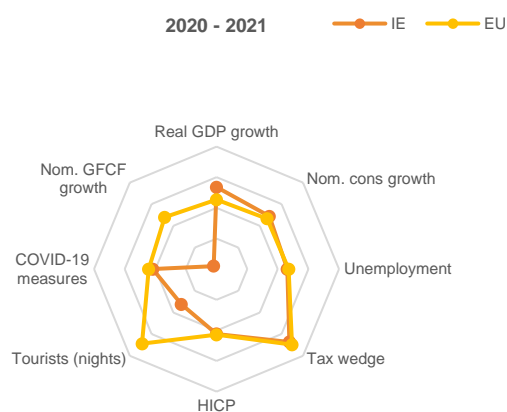 2020 - 2021
IE
EU
Real GDP growth
Nom. GFCF
growth
Nom. cons growth
COVID-19
measures
Unemployment
Tourists (nights)
Tax wedge
HICP